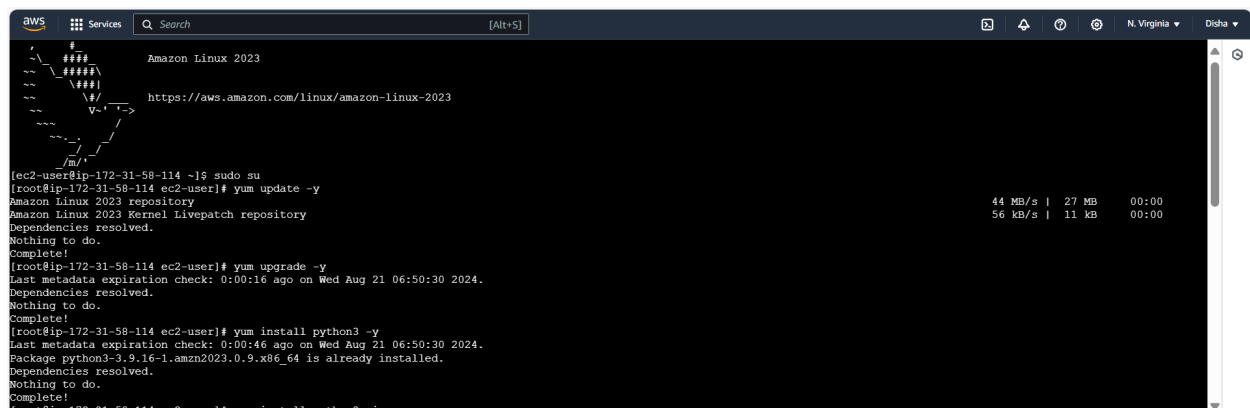 aws Services Search [Alt+S] N. Virginia Disha
,     #_
~\_  ####_        Amazon Linux 2023
~~  \_#####\
~~     \###|
~~       \#/ ___   https://aws.amazon.com/linux/amazon-linux-2023
~~       V~' '->
~~~         /
~~._.   _/
_/ _/
_/m/'
[ec2-user@ip-172-31-58-114 ~]$ sudo su
[root@ip-172-31-58-114 ec2-user]# yum update -y
Amazon Linux 2023 repository 44 MB/s | 27 MB 00:00
Amazon Linux 2023 Kernel Livepatch repository 56 kB/s | 11 kB 00:00
Dependencies resolved.
Nothing to do.
Complete!
[root@ip-172-31-58-114 ec2-user]# yum upgrade -y
Last metadata expiration check: 0:00:16 ago on Wed Aug 21 06:50:30 2024.
Dependencies resolved.
Nothing to do.
Complete!
[root@ip-172-31-58-114 ec2-user]# yum install python3 -y
Last metadata expiration check: 0:00:46 ago on Wed Aug 21 06:50:30 2024.
Package python3-3.9.16-1.amzn2023.0.9.x86_64 is already installed.
Dependencies resolved.
Nothing to do.
Complete!